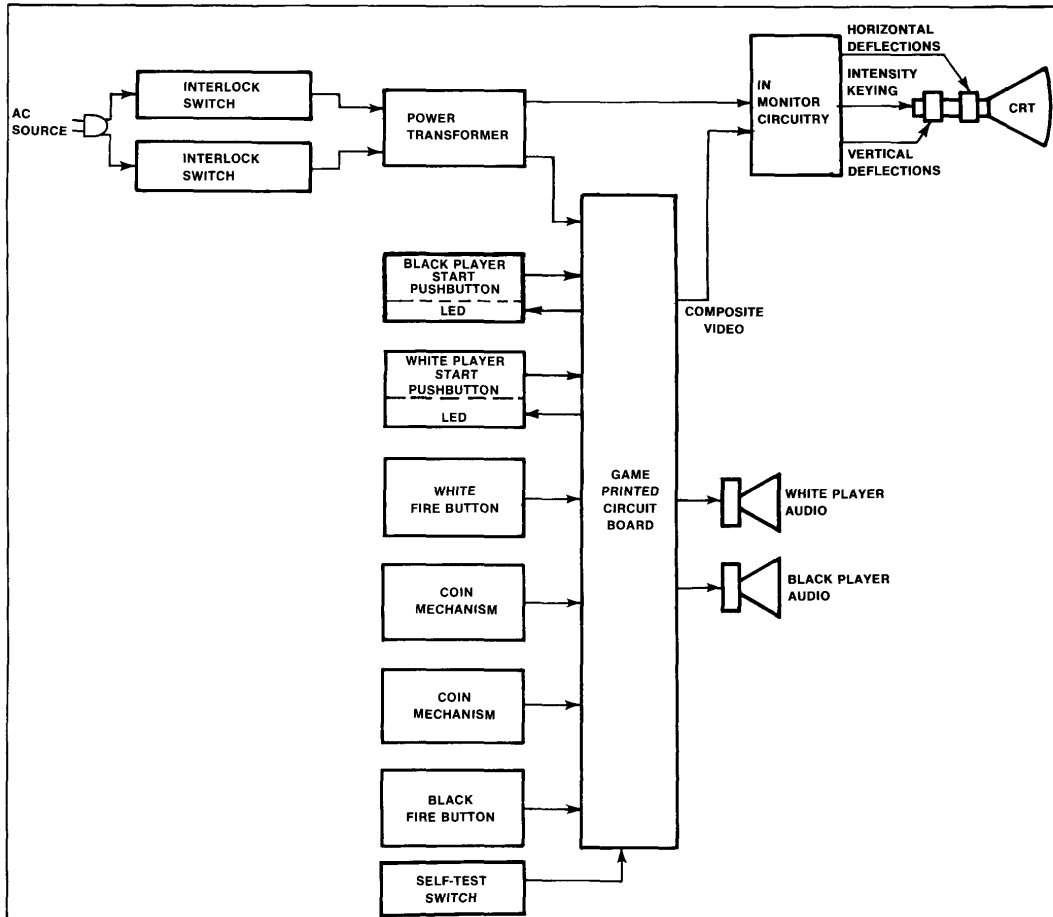 HORIZONTAL
DEFLECTIONS
INTERLOCK
SWITCH
AC
SOURCE
POWER
TRANSFORMER
IN
MONITOR
CIRCUITRY
INTENSITY
KEYING
CRT
INTERLOCK
SWITCH
VERTICAL
DEFLECTIONS
BLACK PLAYER
START
PUSHBUTTON
LED
COMPOSITE
VIDEO
WHITE PLAYER
START
PUSHBUTTON
LED
WHITE
FIRE BUTTON
GAME
PRINTED
CIRCUIT
BOARD
WHITE PLAYER
AUDIO
COIN
MECHANISM
BLACK PLAYER
AUDIO
COIN
MECHANISM
BLACK
FIRE BUTTON
SELF-TEST
SWITCH